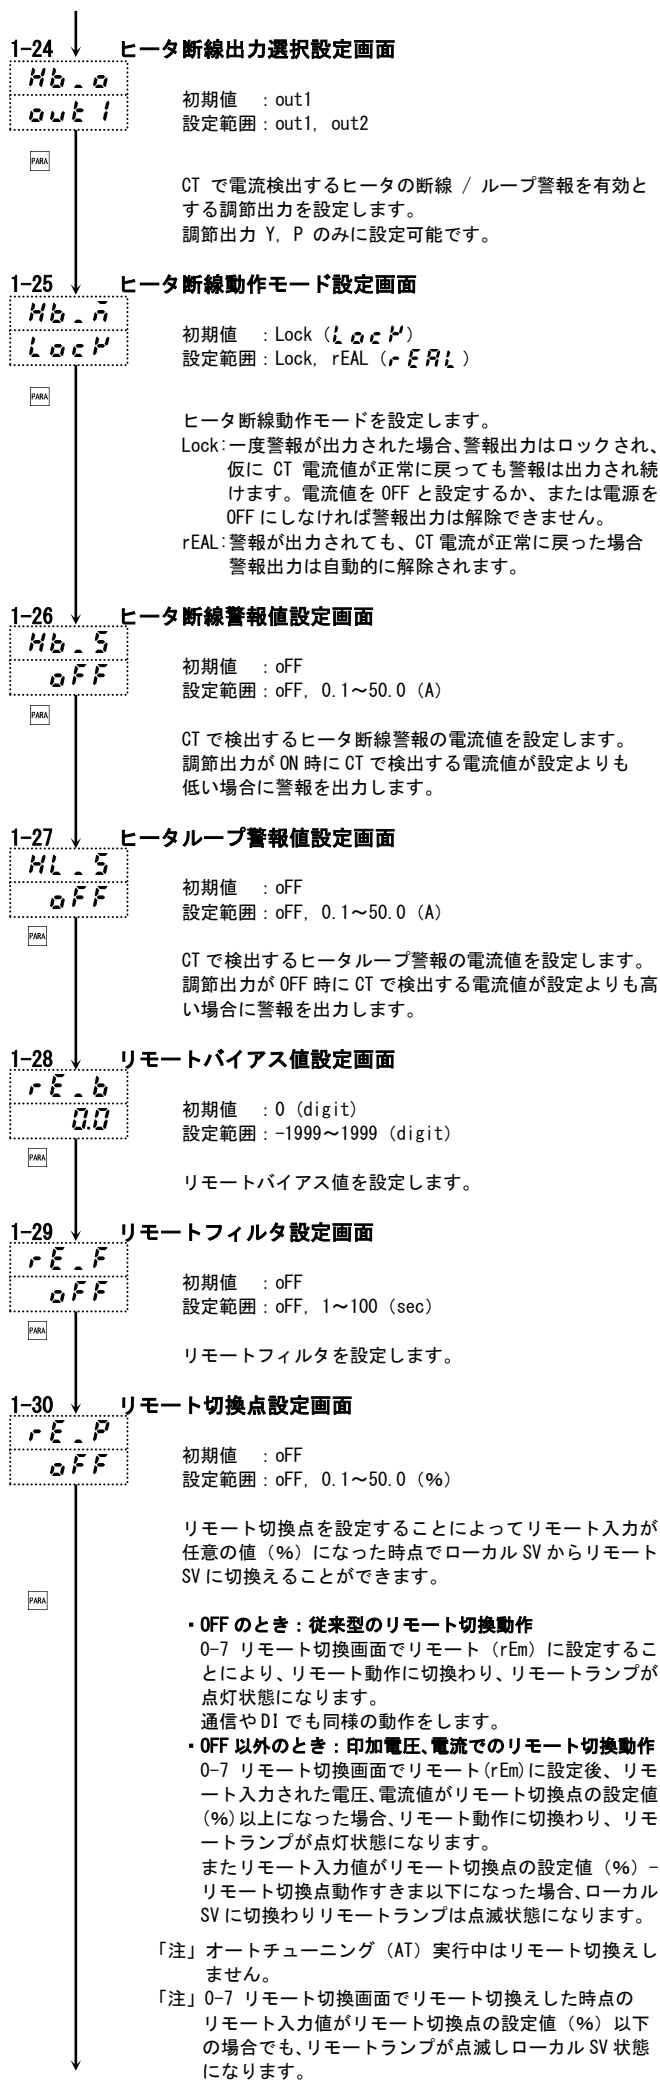 1-24 ヒータ断線出力選択設定画面
Hb_o
out1
初期値 : out1
設定範囲 : out1, out2
PARA
CT で電流検出するヒータの断線 / ループ警報を有効と
する調節出力を設定します。
調節出力 Y, P のみに設定可能です。
1-25 ヒータ断線動作モード設定画面
Hb_m
Lock
初期値 : Lock (Lock)
設定範囲 : Lock, rEAL (rEAL)
PARA
ヒータ断線動作モードを設定します。
Lock:一度警報が出力された場合、警報出力はロックされ、
仮に CT 電流値が正常に戻っても警報は出力され続
けます。電流値を OFF と設定するか、または電源を
OFF にしなければ警報出力は解除できません。
rEAL:警報が出力されても、CT 電流が正常に戻った場合
警報出力は自動的に解除されます。
1-26 ヒータ断線警報値設定画面
Hb_S
oFF
初期値 : oFF
設定範囲 : oFF, 0.1~50.0 (A)
PARA
CT で検出するヒータ断線警報の電流値を設定します。
調節出力が ON 時に CT で検出する電流値が設定よりも
低い場合に警報を出力します。
1-27 ヒータループ警報値設定画面
HL_S
oFF
初期値 : oFF
設定範囲 : oFF, 0.1~50.0 (A)
PARA
CT で検出するヒータループ警報の電流値を設定します。
調節出力が OFF 時に CT で検出する電流値が設定よりも高
い場合に警報を出力します。
1-28 リモートバイアス値設定画面
rE_b
0.0
初期値 : 0 (digit)
設定範囲 : -1999~1999 (digit)
PARA
リモートバイアス値を設定します。
1-29 リモートフィルタ設定画面
rE_F
oFF
初期値 : oFF
設定範囲 : oFF, 1~100 (sec)
PARA
リモートフィルタを設定します。
1-30 リモート切換点設定画面
rE_P
oFF
初期値 : oFF
設定範囲 : oFF, 0.1~50.0 (%)
リモート切換点を設定することによってリモート入力が
任意の値 (%) になった時点でローカル SV からリモート
SV に切換えることができます。
PARA
・OFF のとき : 従来型のリモート切換動作
0-7 リモート切換画面でリモート (rEm) に設定するこ
とにより、リモート動作に切換わり、リモートランプが
点灯状態になります。
通信や DI でも同様の動作をします。
・OFF 以外のとき : 印加電圧、電流でのリモート切換動作
0-7 リモート切換画面でリモート(rEm)に設定後、リモ
ート入力された電圧、電流値がリモート切換点の設定値
(%)以上になった場合、リモート動作に切換わり、リモ
ートランプが点灯状態になります。
またリモート入力値がリモート切換点の設定値 (%) -
リモート切換点動作すきま以下になった場合、ローカル
SV に切換わりリモートランプは点滅状態になります。
「注」オートチューニング (AT) 実行中はリモート切換えし
ません。
「注」0-7 リモート切換画面でリモート切換えした時点の
リモート入力値がリモート切換点の設定値 (%) 以下
の場合でも、リモートランプが点滅しローカル SV 状態
になります。